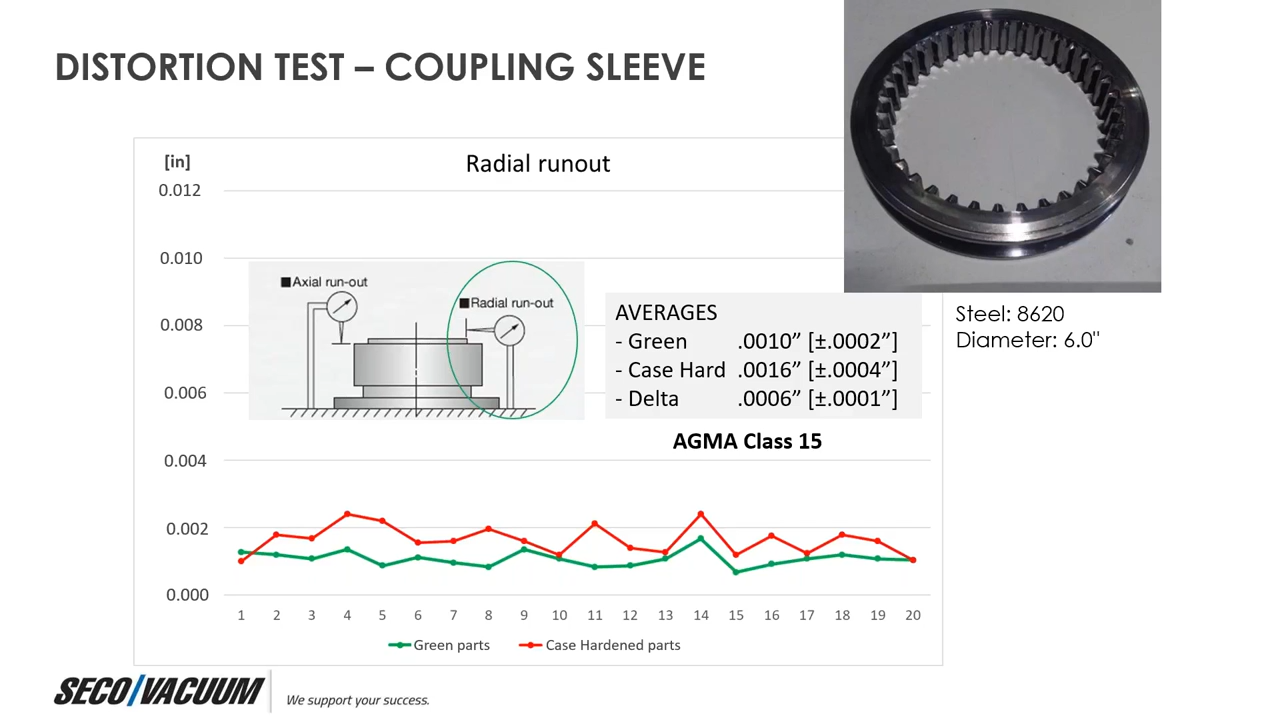 DISTORTION TEST – COUPLING SLEEVE
[in]
Radial runout
0.012
0.010
0.008
0.006
0.004
0.002
0.000
■Axial run-out
■Radial run-out
AVERAGES
- Green .0010” [±.0002”]
- Case Hard .0016” [±.0004”]
- Delta .0006” [±.0001”]
AGMA Class 15
Steel: 8620
Diameter: 6.0"
1 2 3 4 5 6 7 8 9 10 11 12 13 14 15 16 17 18 19 20
Green parts Case Hardened parts
SECO/VACUUM
We support your success.